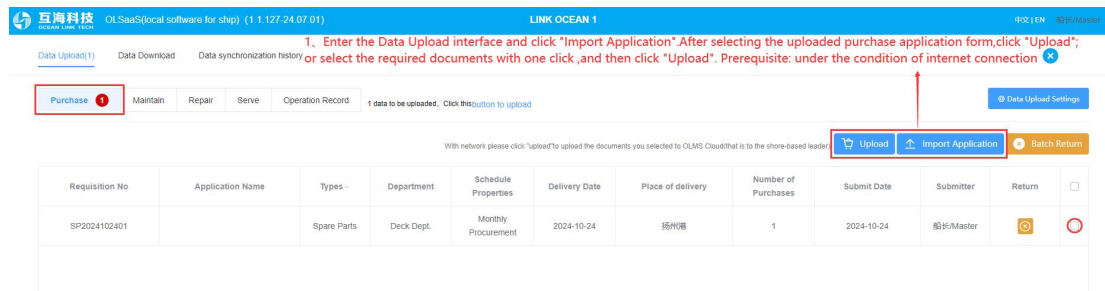 互海科技 OCEAN LINK TECH OLSaaS(local software for ship) (1.1.127-24.07.01) LINK OCEAN 1 中文 | EN 船长/Master
1、Enter the Data Upload interface and click "Import Application".After selecting the uploaded purchase application form,click "Upload";
Data Upload(1) Data Download Data synchronization history or select the required documents with one click ,and then click "Upload". Prerequisite: under the condition of internet connection
Purchase 1 Maintain Repair Serve Operation Record 1 data to be uploaded, Click this button to upload Data Upload Settings
With network please click "upload"to upload the documents you selected to OLMS Cloud(that is:to the shore-based leader) Upload Import Application Batch Return
Requisition No Application Name Types Department Schedule Properties Delivery Date Place of delivery Number of Purchases Submit Date Submitter Return
SP2024102401 Spare Parts Deck Dept. Monthly Procurement 2024-10-24 扬州港 1 2024-10-24 船长/Master